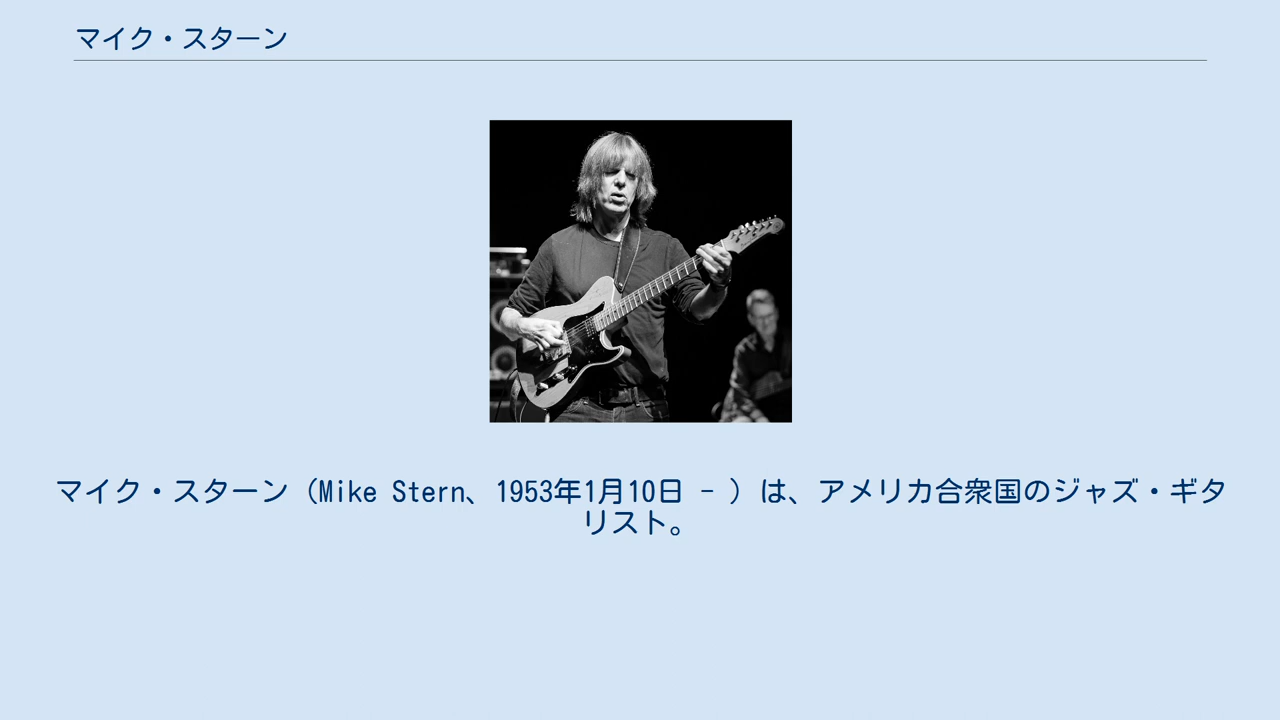 マイク・スターン
マイク・スターン（Mike Stern、1953年1月10日 - ）は、アメリカ合衆国のジャズ・ギタ
リスト。